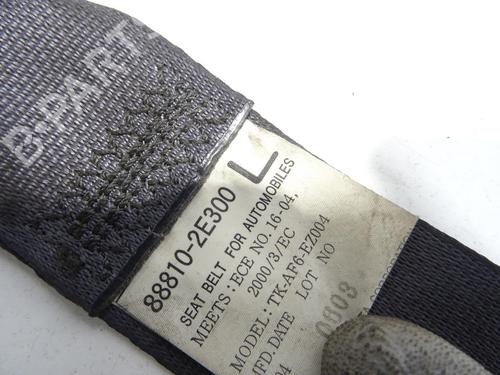 B-PARTS
88810-2E300 L
SEAT BELT FOR AUTOMOBILES
MEETS : ECE NO. 16-04,
2000/3/EC
MODEL: TK-AF6-EZ004
MFD.DATE LOT NO
0803